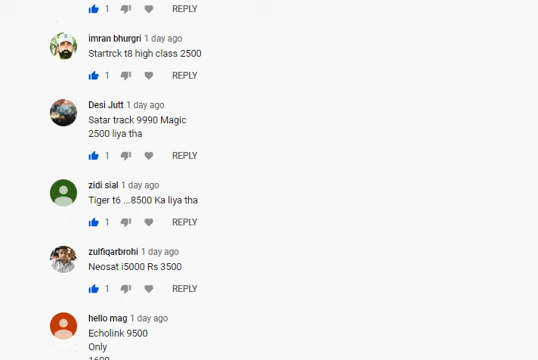 1 REPLY
imran bhurgri 1 day ago
Startrck t8 high class 2500
1 REPLY
Desi Jutt 1 day ago
Satar track 9990 Magic
2500 liya tha
1 REPLY
zidi sial 1 day ago
Tiger t6 ...8500 Ka liya tha
1 REPLY
zulfiqarbrohi 1 day ago
Neosat i5000 Rs 3500
1 REPLY
hello mag 1 day ago
Echolink 9500
Only